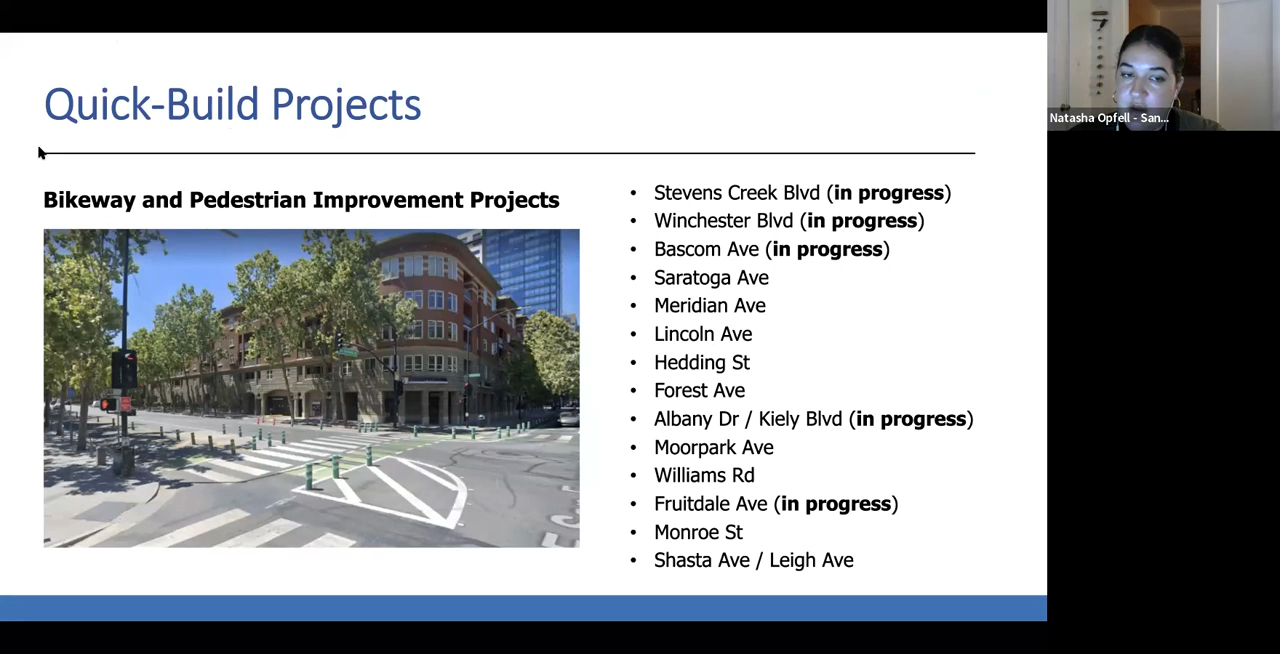 Quick-Build Projects
Bikeway and Pedestrian Improvement Projects
• Stevens Creek Blvd (in progress)
• Winchester Blvd (in progress)
• Bascom Ave (in progress)
• Saratoga Ave
• Meridian Ave
• Lincoln Ave
• Hedding St
• Forest Ave
• Albany Dr / Kiely Blvd (in progress)
• Moorpark Ave
• Williams Rd
• Fruitdale Ave (in progress)
• Monroe St
• Shasta Ave / Leigh Ave
Natasha Opfell - San...